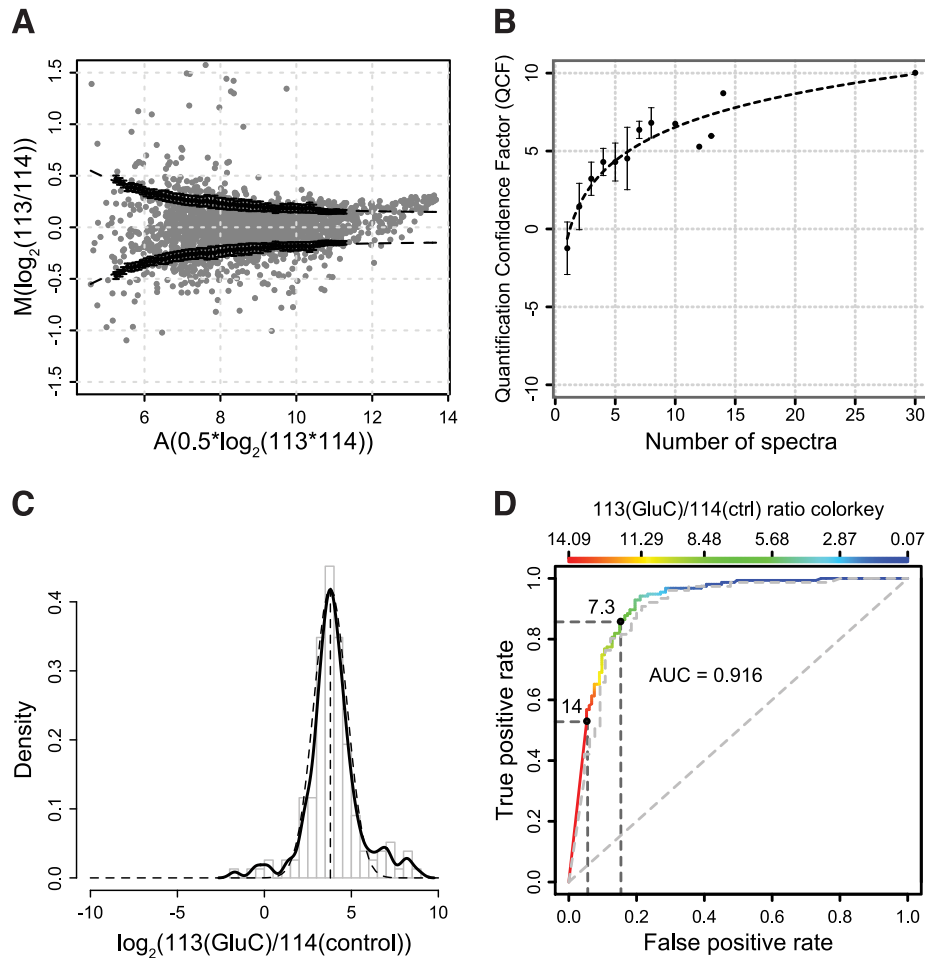 A
M(log2(113/114))
1.5
1.0
0.5
0.0
-0.5
-1.0
-1.5
6 8 10 12 14
A(0.5*log2(113*114))
B
Quantification Confidence Factor (QCF)
10
5
0
-5
-10
0 5 10 15 20 25 30
Number of spectra
C
Density
0.4
0.3
0.2
0.1
0.0
-10 -5 0 5 10
log2(113(GluC)/114(control))
D
113(GluC)/114(ctrl) ratio colorkey
14.09 11.29 8.48 5.68 2.87 0.07
True positive rate
1.0
0.8
0.6
0.4
0.2
0.0
7.3
14
AUC = 0.916
0.0 0.2 0.4 0.6 0.8 1.0
False positive rate